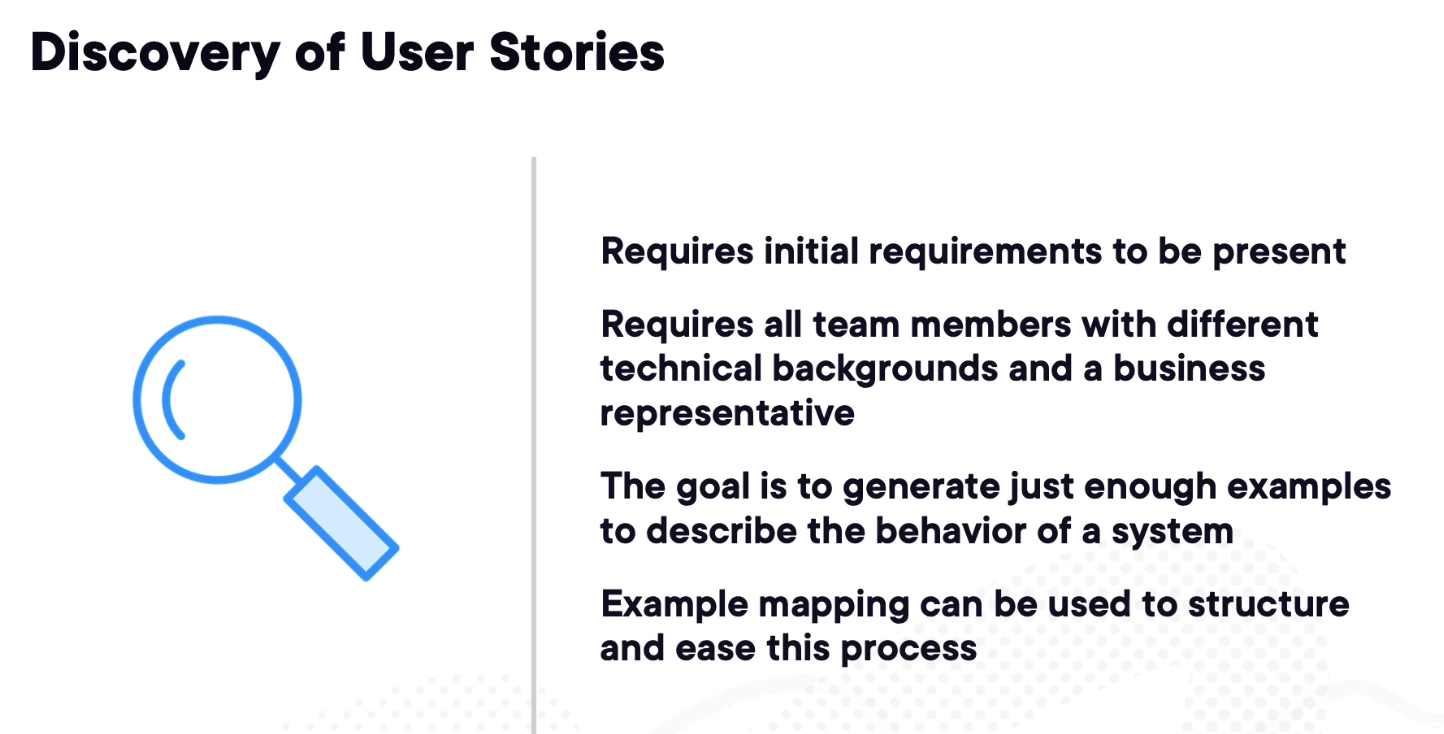 Discovery of User Stories
Requires initial requirements to be present
Requires all team members with different
technical backgrounds and a business
representative
The goal is to generate just enough examples
to describe the behavior of a system
Example mapping can be used to structure
and ease this process